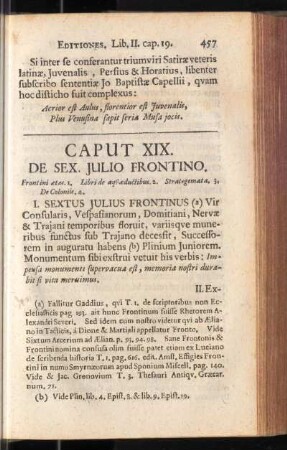 EDITIONES. Lib. II. cap. 19. 457
Si inter se conferantur triumviri Satiræ veteris
latinæ, Juvenalis, Persius & Horatius, libenter
subscribo sententiæ Jo Baptistæ Capellii, qvam
hoc disticho suit complexus:
Acrior est Aulus, florentior est Juvenalis,
Plus Venusina sapit seria Musa jocis.
CAPUT XIX.
DE SEX. JULIO FRONTINO.
Frontini ætas. 1. Libri de aqvæductibus. 2. Strategemata. 3.
De Coloniis. 4.
I. SEXTUS JULIUS FRONTINUS (a) Vir
Consularis, Vespasianorum, Domitiani, Nervæ
& Trajani temporibus floruit, variisqve mune-
ribus functus sub Trajano decessit, Successo-
rem in auguratu habens (b) Plinium Juniorem.
Monumentum sibi exstrui vetuit his verbis: Im-
pensa monumenti supervacua est, memoria nostri dura-
bit si vita meruimus.
II. Ex-
(a) Fallitur Gaddius, qvi T. 1. de scriptoribus non Ec-
clesiasticis pag 195. ait hunc Frontinum fuisse Rhetorem A-
lexandri Severi. Sed idem cum nostro videtur qvi ab Ælia-
no in Tacticis, á Dione & Martiali appellatur Fronto, Vide
Sixtum Arcerium ad Ælian. p. 93, 94. 98. Sane Frontonis &
Frontini nomina confusa olim fuisse patet etiam ex Luciano
de scribenda historia T. 1. pag. 616. edit. Amst. Effigies Fronti-
ni in numo Smyrnæorum apud Sponium Miscell. pag. 140.
Vide & Jac. Gronovium T. 3. Thesauri Antiqv. Græcar.
num. 71.
(b) Vide Plin, lib. 4. Epist. 8. & lib. 9. Epist. 19.